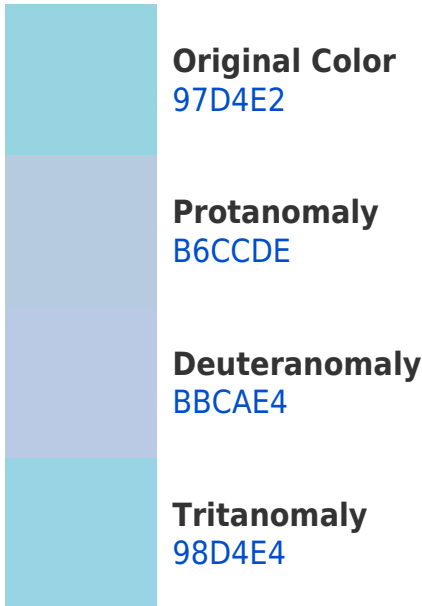 Original Color
97D4E2
Protanomaly
B6CCDE
Deuteranomaly
BBCAE4
Tritanomaly
98D4E4